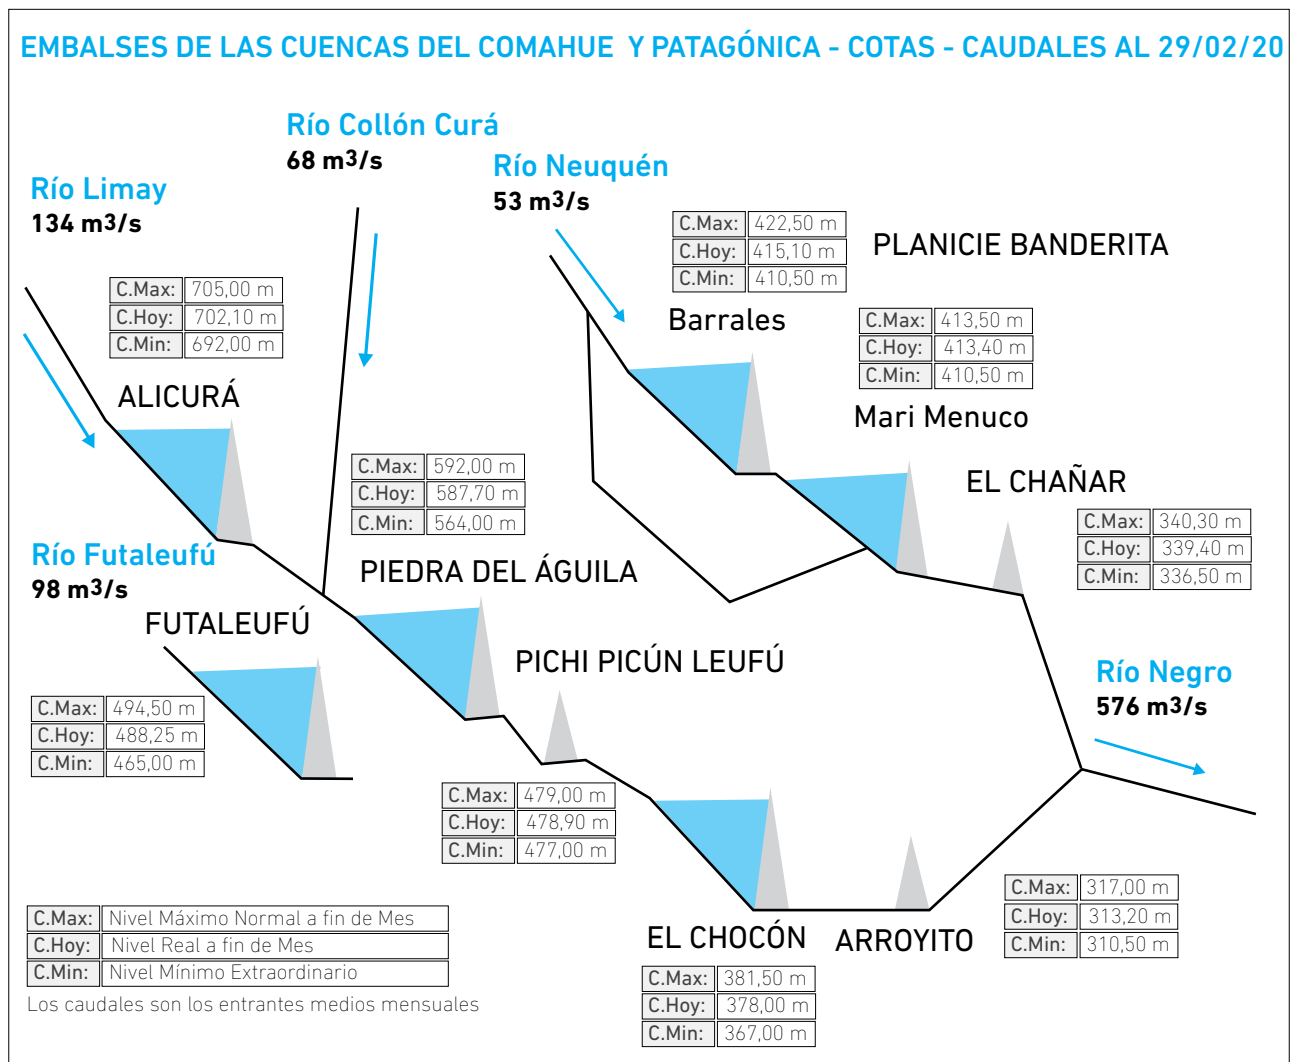 EMBALSES DE LAS CUENCAS DEL COMAHUE Y PATAGÓNICA - COTAS - CAUDALES AL 29/02/20
Río Limay
134 m3/s
Río Collón Curá
68 m3/s
Río Neuquén
53 m3/s
C.Max: 422,50 m
C.Hoy: 415,10 m
C.Min: 410,50 m
PLANICIE BANDERITA
Barrales
C.Max: 705,00 m
C.Hoy: 702,10 m
C.Min: 692,00 m
ALICURÁ
C.Max: 413,50 m
C.Hoy: 413,40 m
C.Min: 410,50 m
Mari Menuco
C.Max: 592,00 m
C.Hoy: 587,70 m
C.Min: 564,00 m
PIEDRA DEL ÁGUILA
EL CHAÑAR
C.Max: 340,30 m
C.Hoy: 339,40 m
C.Min: 336,50 m
Río Futaleufú
98 m3/s
FUTALEUFÚ
C.Max: 494,50 m
C.Hoy: 488,25 m
C.Min: 465,00 m
PICHI PICÚN LEUFÚ
C.Max: 479,00 m
C.Hoy: 478,90 m
C.Min: 477,00 m
Río Negro
576 m3/s
EL CHOCÓN
C.Max: 381,50 m
C.Hoy: 378,00 m
C.Min: 367,00 m
ARROYITO
C.Max: 317,00 m
C.Hoy: 313,20 m
C.Min: 310,50 m
C.Max: Nivel Máximo Normal a fin de Mes
C.Hoy: Nivel Real a fin de Mes
C.Min: Nivel Mínimo Extraordinario
Los caudales son los entrantes medios mensuales